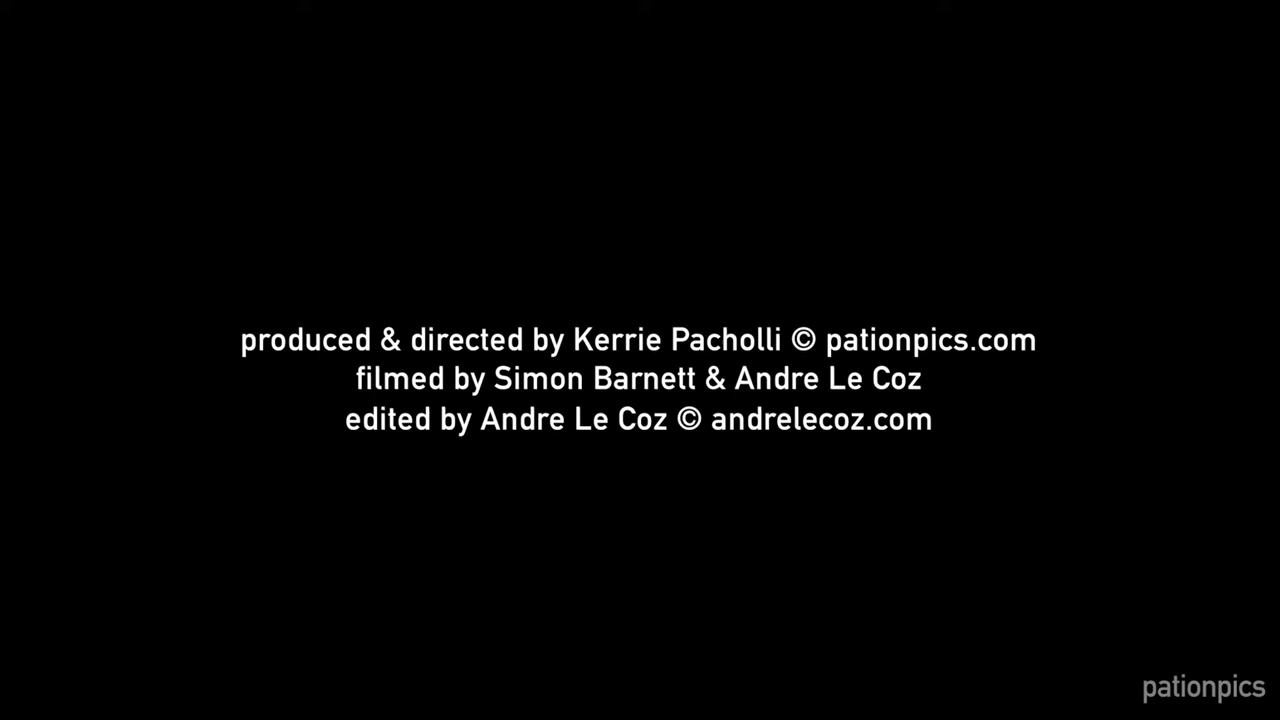 produced & directed by Kerrie Pacholli © pationpics.com
filmed by Simon Barnett & Andre Le Coz
edited by Andre Le Coz © andrelecoz.com
pationpics